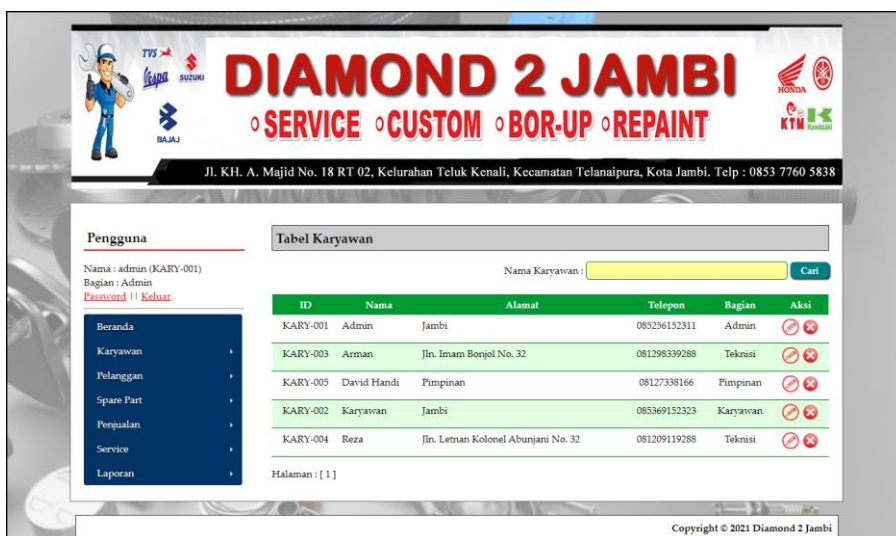 TVS
Vespa
SUZUKI
BAJAJ
DIAMOND 2 JAMBI
SERVICE CUSTOM BOR-UP REPAINT
HONDA
KTM
Kawasaki
Jl. KH. A. Majid No. 18 RT 02, Kelurahan Teluk Kenali, Kecamatan Telanaipura, Kota Jambi. Telp : 0853 7760 5838
Pengguna
Nama : admin (KARY-001)
Bagian : Admin
Password || Keluar
Beranda
Karyawan
Pelanggan
Spare Part
Penjualan
Service
Laporan
Tabel Karyawan
Nama Karyawan : Cari
ID Nama Alamat Telepon Bagian Aksi
KARY-001 Admin Jambi 085256152311 Admin
KARY-003 Arman Jln. Imam Bonjol No. 32 081298339288 Teknisi
KARY-005 David Handi Pimpinan 08127338166 Pimpinan
KARY-002 Karyawan Jambi 085369152323 Karyawan
KARY-004 Reza Jln. Letnan Kolonel Abunjani No. 32 081209119288 Teknisi
Halaman : [ 1 ]
Copyright © 2021 Diamond 2 Jambi